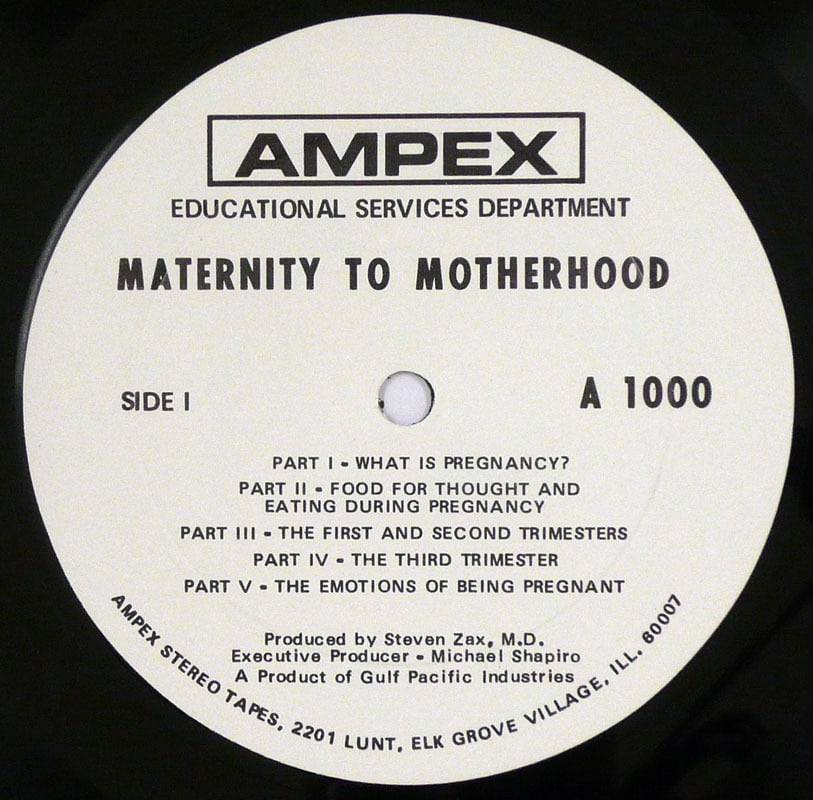 AMPEX
EDUCATIONAL SERVICES DEPARTMENT
MATERNITY TO MOTHERHOOD
SIDE I
A 1000
PART I - WHAT IS PREGNANCY?
PART II - FOOD FOR THOUGHT AND
EATING DURING PREGNANCY
PART III - THE FIRST AND SECOND TRIMESTERS
PART IV - THE THIRD TRIMESTER
PART V - THE EMOTIONS OF BEING PREGNANT
Produced by Steven Zax, M.D.
Executive Producer - Michael Shapiro
A Product of Gulf Pacific Industries
AMPEX STEREO TAPES, 2201 LUNT, ELK GROVE VILLAGE, ILL. 60007